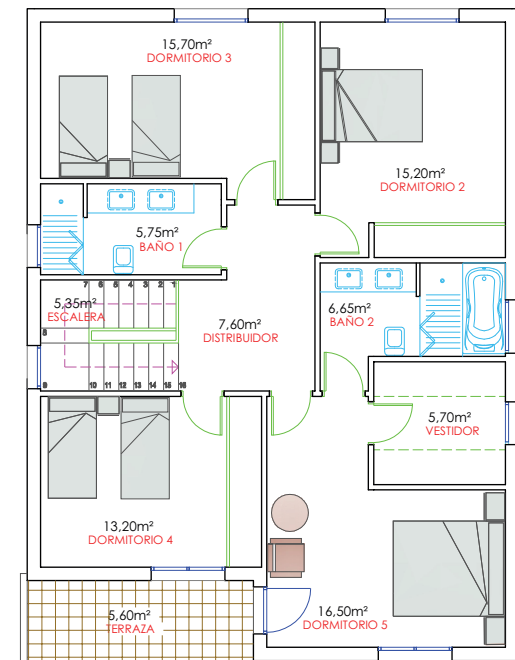 15,70m²
DORMITORIO 3
15,20m²
DORMITORIO 2
5,75m²
BAÑO 1
7 6 5 4 3 2 1
5,35m²
ESCALERA
8
9 10 11 12 13 14 15 16
7,60m²
DISTRIBUIDOR
6,65m²
BAÑO 2
5,70m²
VESTIDOR
13,20m²
DORMITORIO 4
16,50m²
DORMITORIO 5
5,60m²
TERRAZA